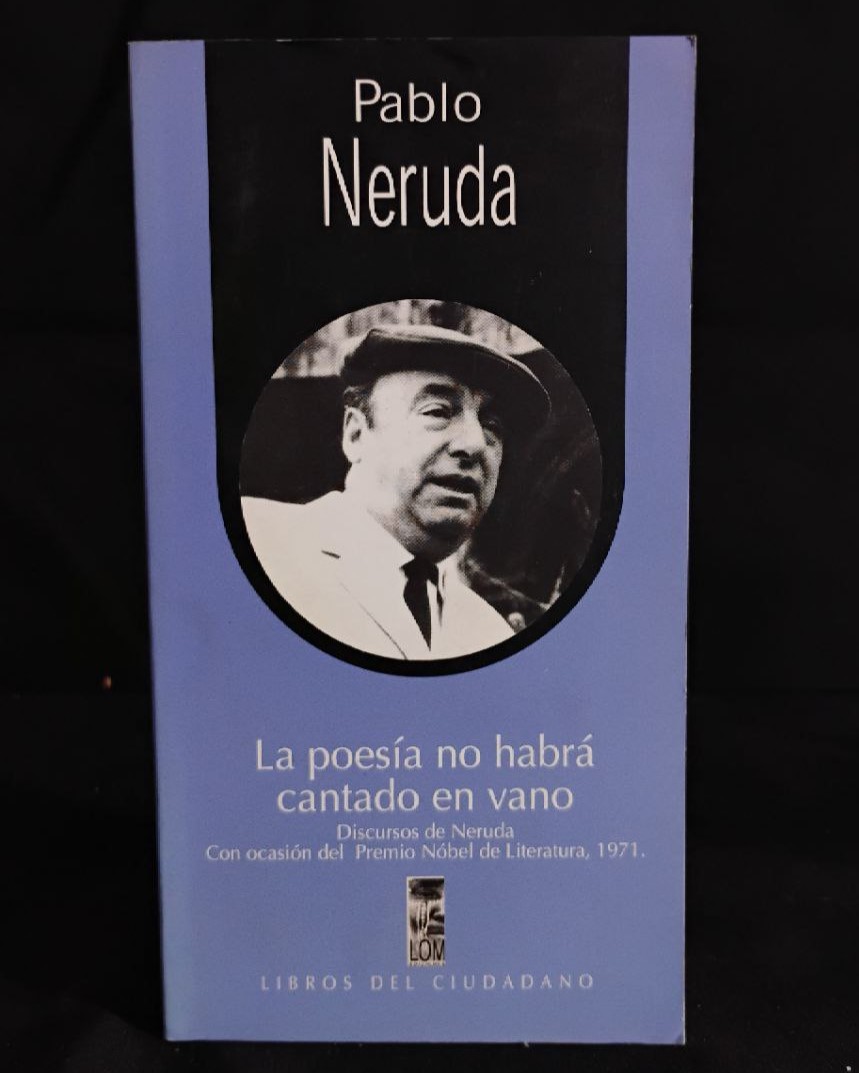 Pablo
Neruda
La poesía no habrá
cantado en vano
Discursos de Neruda
Con ocasión del Premio Nóbel de Literatura, 1971.
LOM
LIBROS DEL CIUDADANO